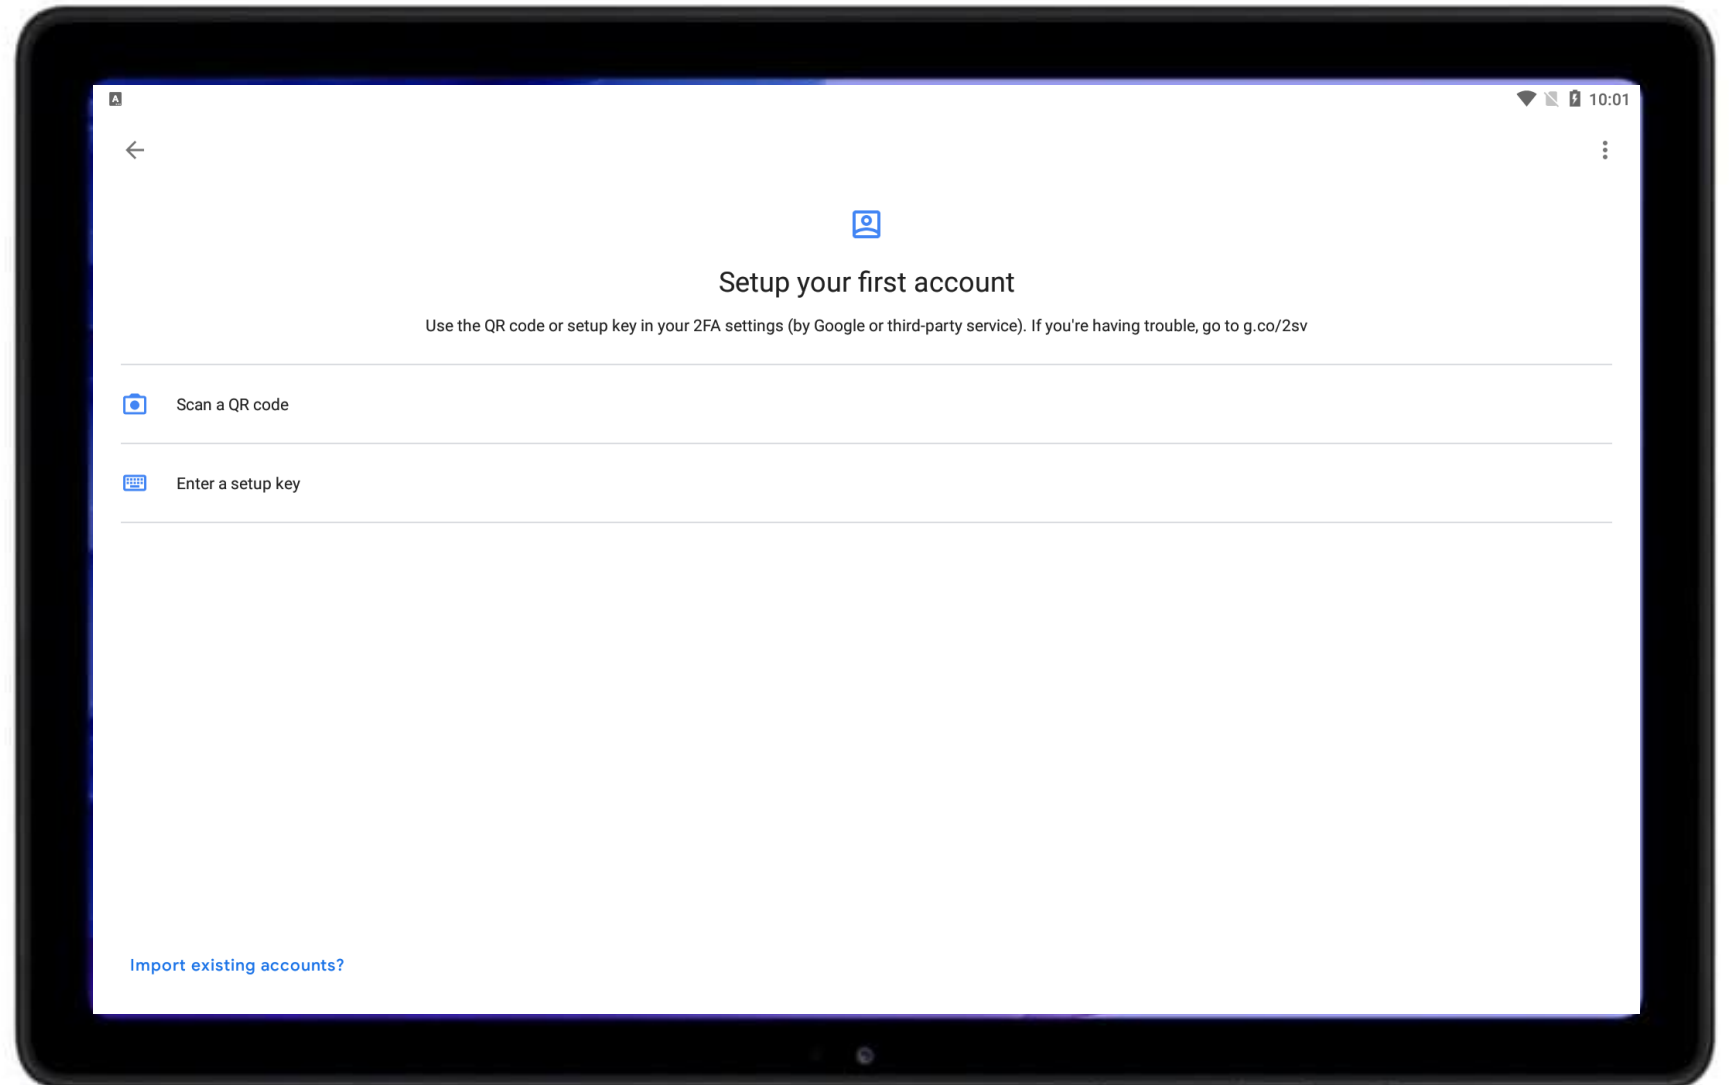 A
10:01
Setup your first account
Use the QR code or setup key in your 2FA settings (by Google or third-party service). If you're having trouble, go to g.co/2sv
Scan a QR code
Enter a setup key
Import existing accounts?